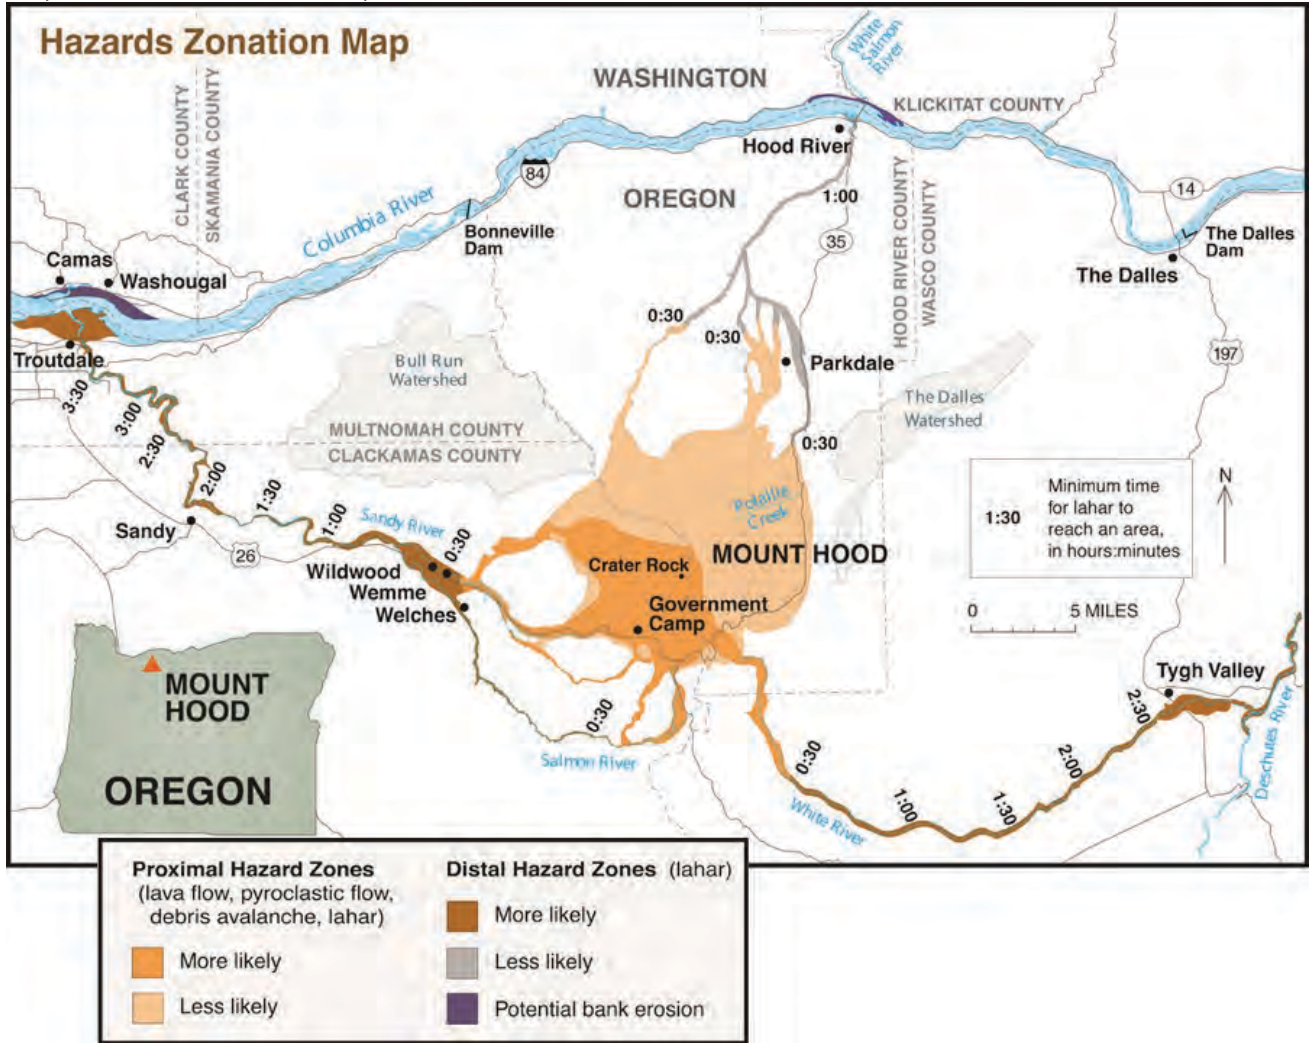 Hazards Zonation Map
WASHINGTON
White
Salmon
River
KLICKITAT COUNTY
CLARK COUNTY
SKAMANIA COUNTY
Columbia River
84
Hood River
OREGON
1:00
35
HOOD RIVER COUNTY
WASCO COUNTY
14
The Dalles
Dam
The Dalles
Bonneville
Dam
Camas
Washougal
Troutdale
0:30
0:30
Parkdale
197
Bull Run
Watershed
The Dalles
Watershed
MULTNOMAH COUNTY
CLACKAMAS COUNTY
0:30
3:30
3:00
2:30
2:00
1:30
1:00
0:30
Sandy
26
Sandy River
Wildwood
Wemme
Welches
Creek
MOUNT HOOD
Crater Rock
Government
Camp
1:30
Minimum time
for lahar to
reach an area,
in hours:minutes
N
0
5 MILES
0:30
Salmon River
0:30
1:00
1:30
2:00
2:30
White River
Tygh Valley
Deschutes River
MOUNT
HOOD
OREGON
Proximal Hazard Zones
(lava flow, pyroclastic flow,
debris avalanche, lahar)
More likely
Less likely
Distal Hazard Zones (lahar)
More likely
Less likely
Potential bank erosion